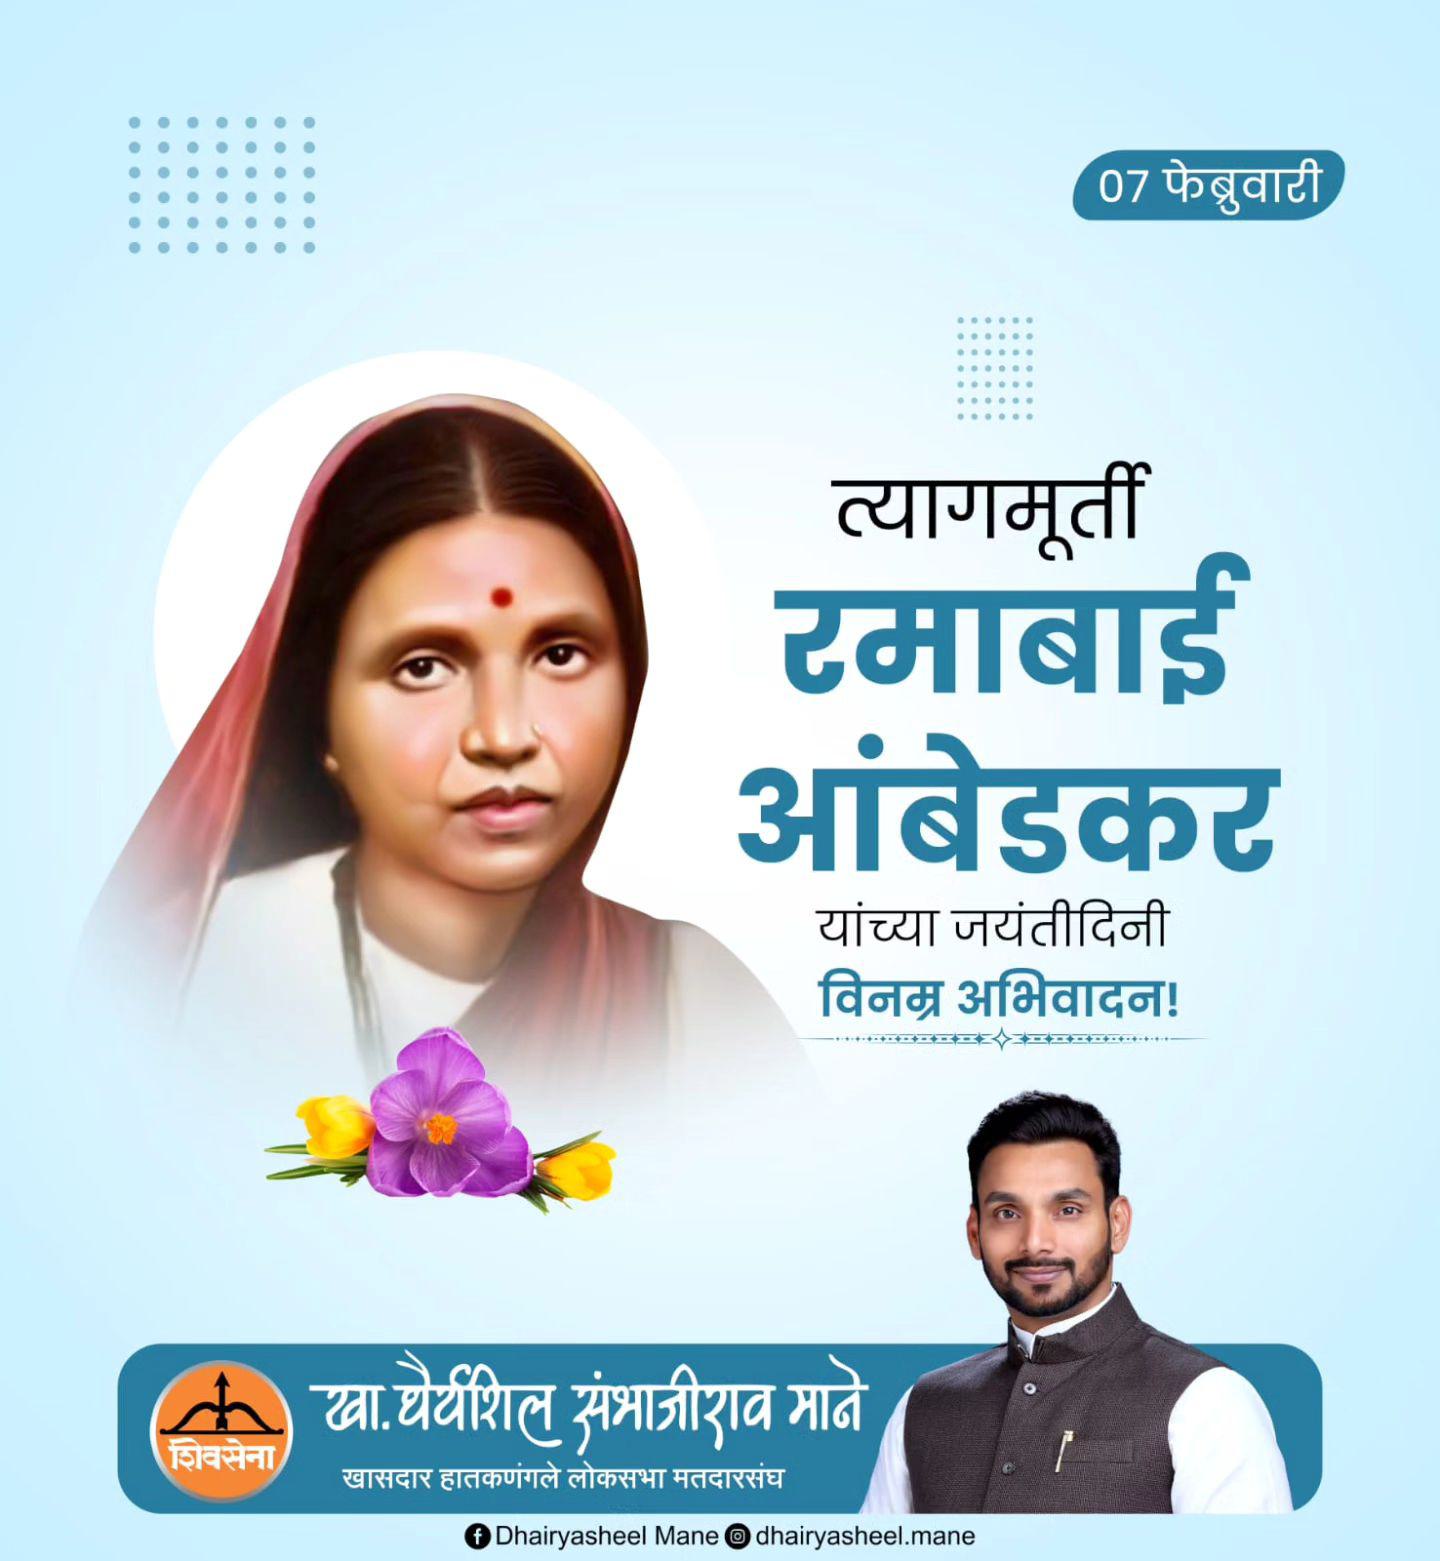 07 फेब्रुवारी
त्यागमूर्ती
रमाबाई
आंबेडकर
यांच्या जयंतीदिनी
विनम्र अभिवादन!
शिवसेना
खा. धैर्यशिल संभाजीराव माने
खासदार हातकणंगले लोकसभा मतदारसंघ
Dhairyasheel Mane dhairyasheel.mane